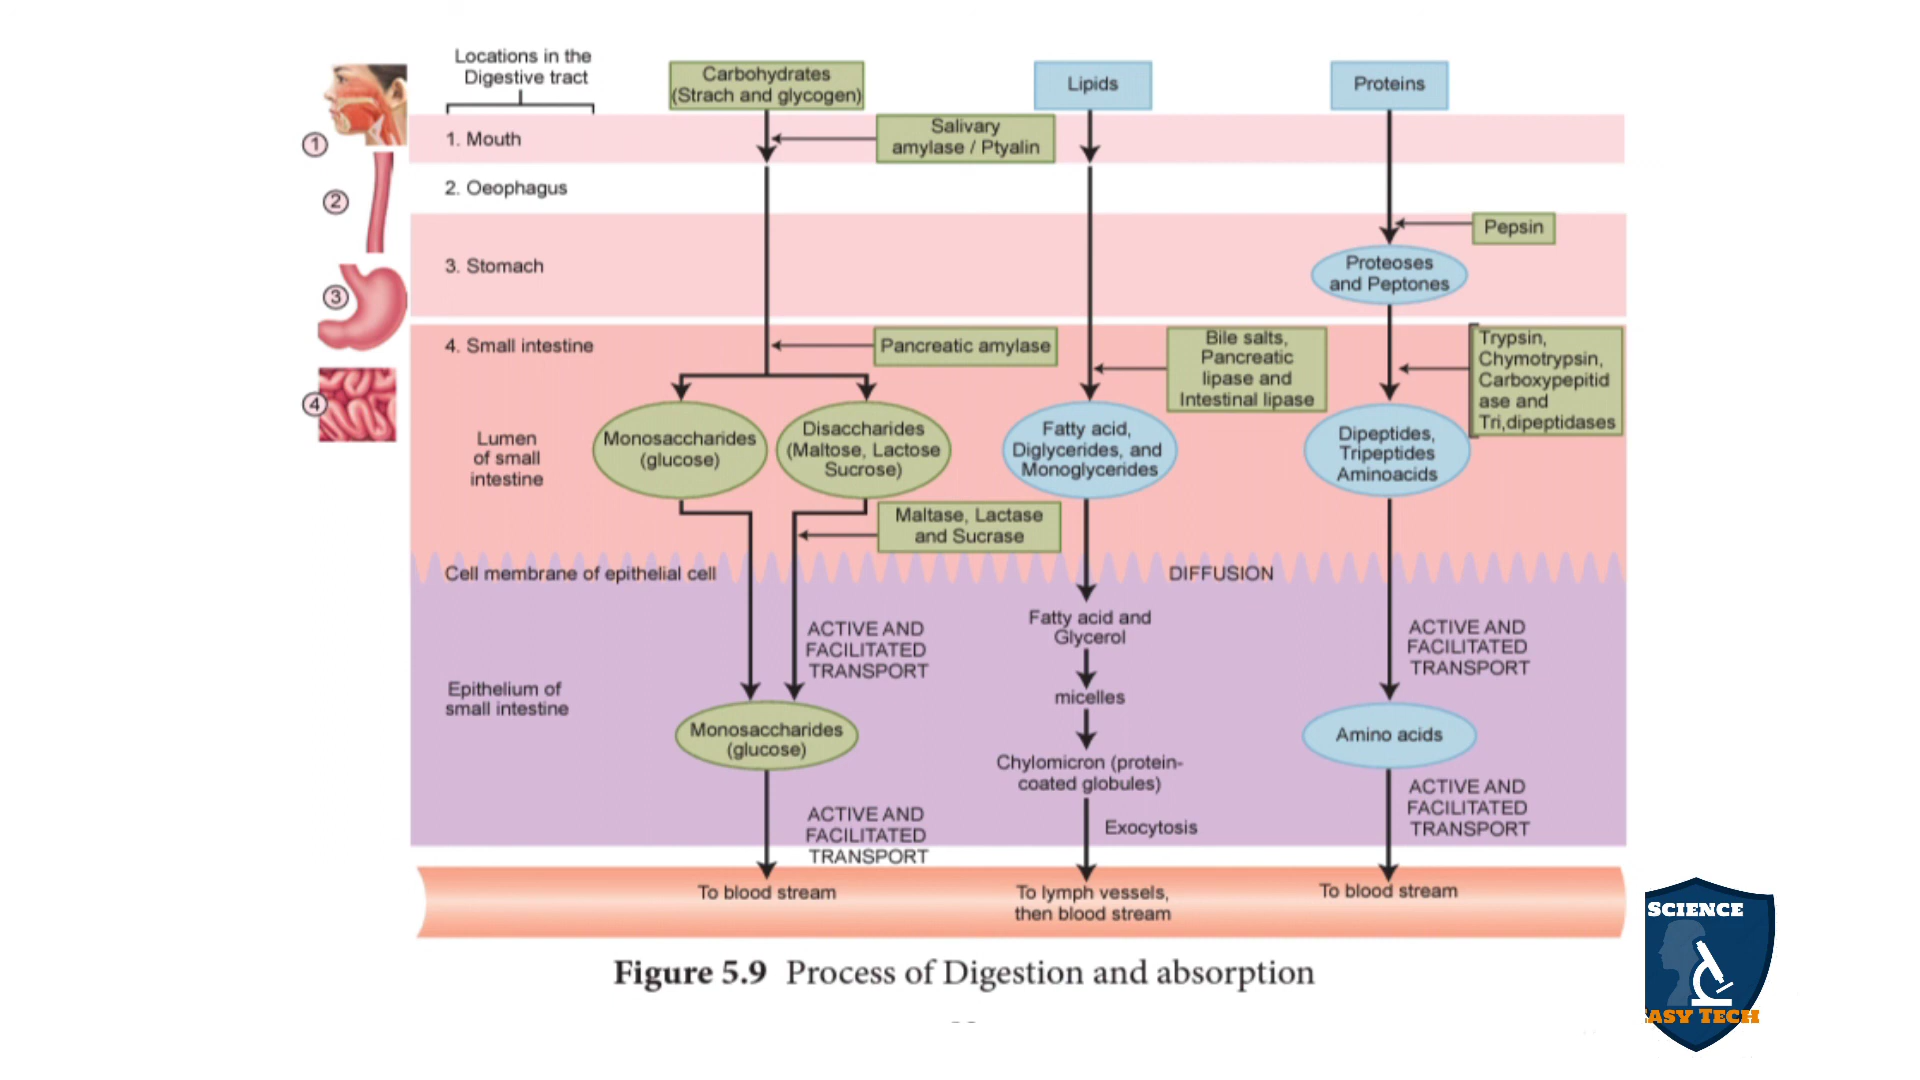 Locations in the
Digestive tract
Carbohydrates
(Strach and glycogen)
Lipids
Proteins
1
1. Mouth
Salivary
amylase / Ptyalin
2
2. Oeophagus
3
3. Stomach
Pepsin
Proteoses
and Peptones
4
4. Small intestine
Pancreatic amylase
Bile salts,
Pancreatic
lipase and
Intestinal lipase
Trypsin,
Chymotrypsin,
Carboxypepitid
ase and
Tri,dipeptidases
Lumen
of small
intestine
Monosaccharides
(glucose)
Disaccharides
(Maltose, Lactose
Sucrose)
Fatty acid,
Diglycerides, and
Monoglycerides
Dipeptides,
Tripeptides
Aminoacids
Maltase, Lactase
and Sucrase
Cell membrane of epithelial cell
DIFFUSION
ACTIVE AND
FACILITATED
TRANSPORT
Fatty acid and
Glycerol
ACTIVE AND
FACILITATED
TRANSPORT
Epithelium of
small intestine
micelles
Monosaccharides
(glucose)
Chylomicron (protein-
coated globules)
Amino acids
ACTIVE AND
FACILITATED
TRANSPORT
Exocytosis
ACTIVE AND
FACILITATED
TRANSPORT
To blood stream
To lymph vessels,
then blood stream
To blood stream
Figure 5.9 Process of Digestion and absorption
SCIENCE
EASY TECH